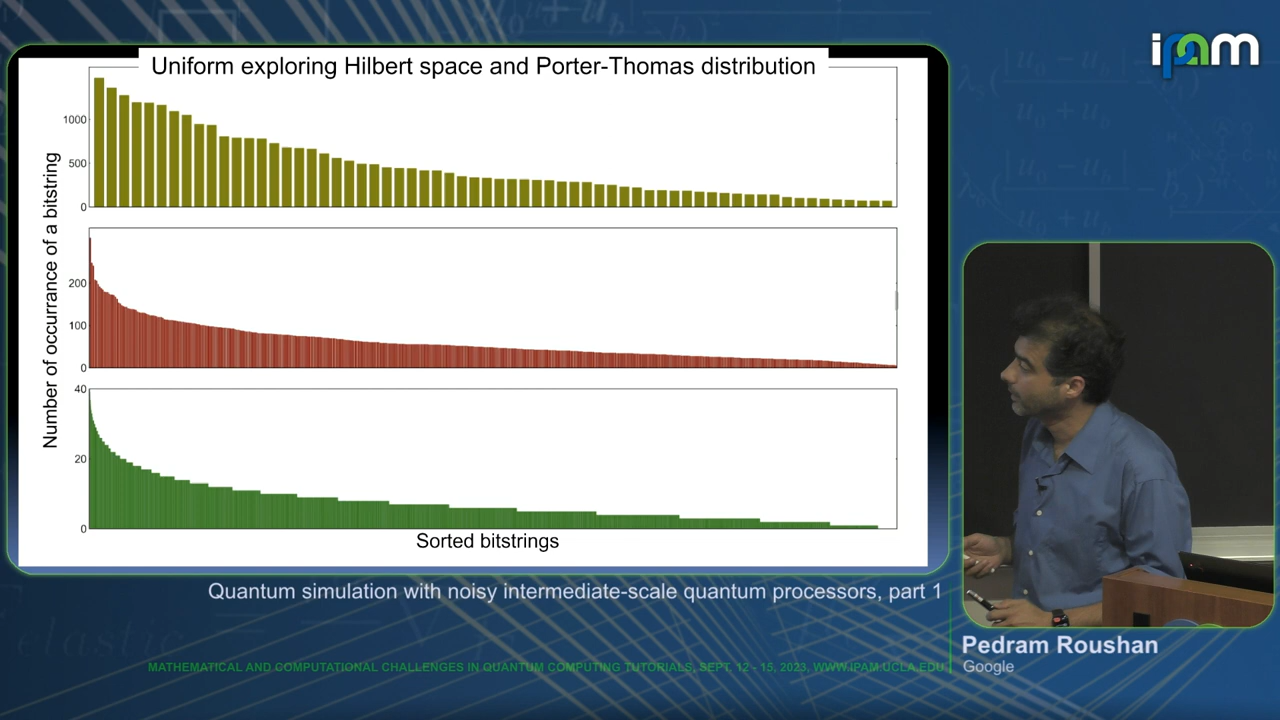 Uniform exploring Hilbert space and Porter-Thomas distribution
ipam
Number of occurrance of a bitstring
1000
500
0
200
100
0
40
20
0
Sorted bitstrings
Quantum simulation with noisy intermediate-scale quantum processors, part 1
Pedram Roushan
Google
MATHEMATICAL AND COMPUTATIONAL CHALLENGES IN QUANTUM COMPUTING TUTORIALS, SEPT. 12 - 15, 2023, WWW.IPAM.UCLA.EDU
elastic